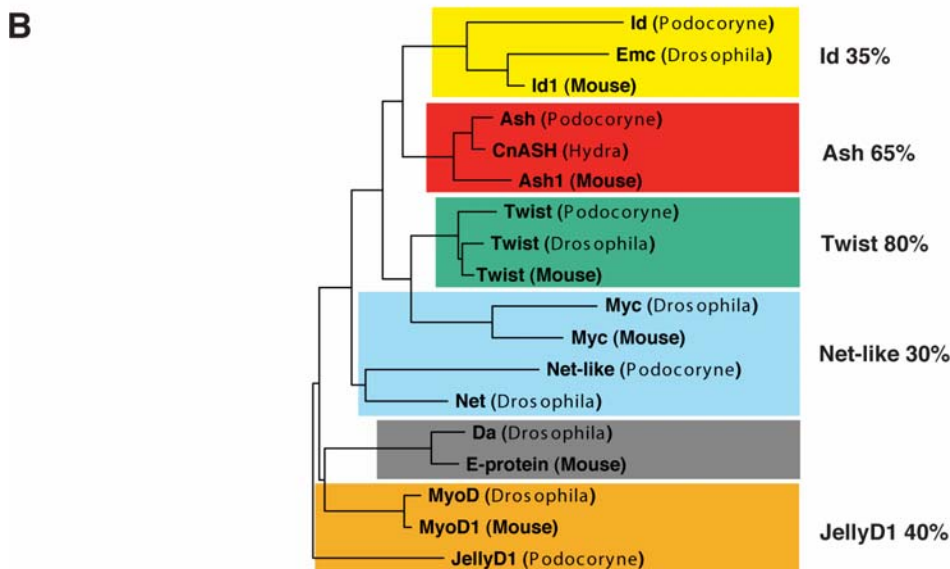 B
Id (Podocoryne)
Emc (Drosophila)
Id1 (Mouse)
Id 35%
Ash (Podocoryne)
CnASH (Hydra)
Ash1 (Mouse)
Ash 65%
Twist (Podocoryne)
Twist (Drosophila)
Twist (Mouse)
Twist 80%
Myc (Drosophila)
Myc (Mouse)
Net-like (Podocoryne)
Net (Drosophila)
Net-like 30%
Da (Drosophila)
E-protein (Mouse)
MyoD (Drosophila)
MyoD1 (Mouse)
JellyD1 (Podocoryne)
JellyD1 40%